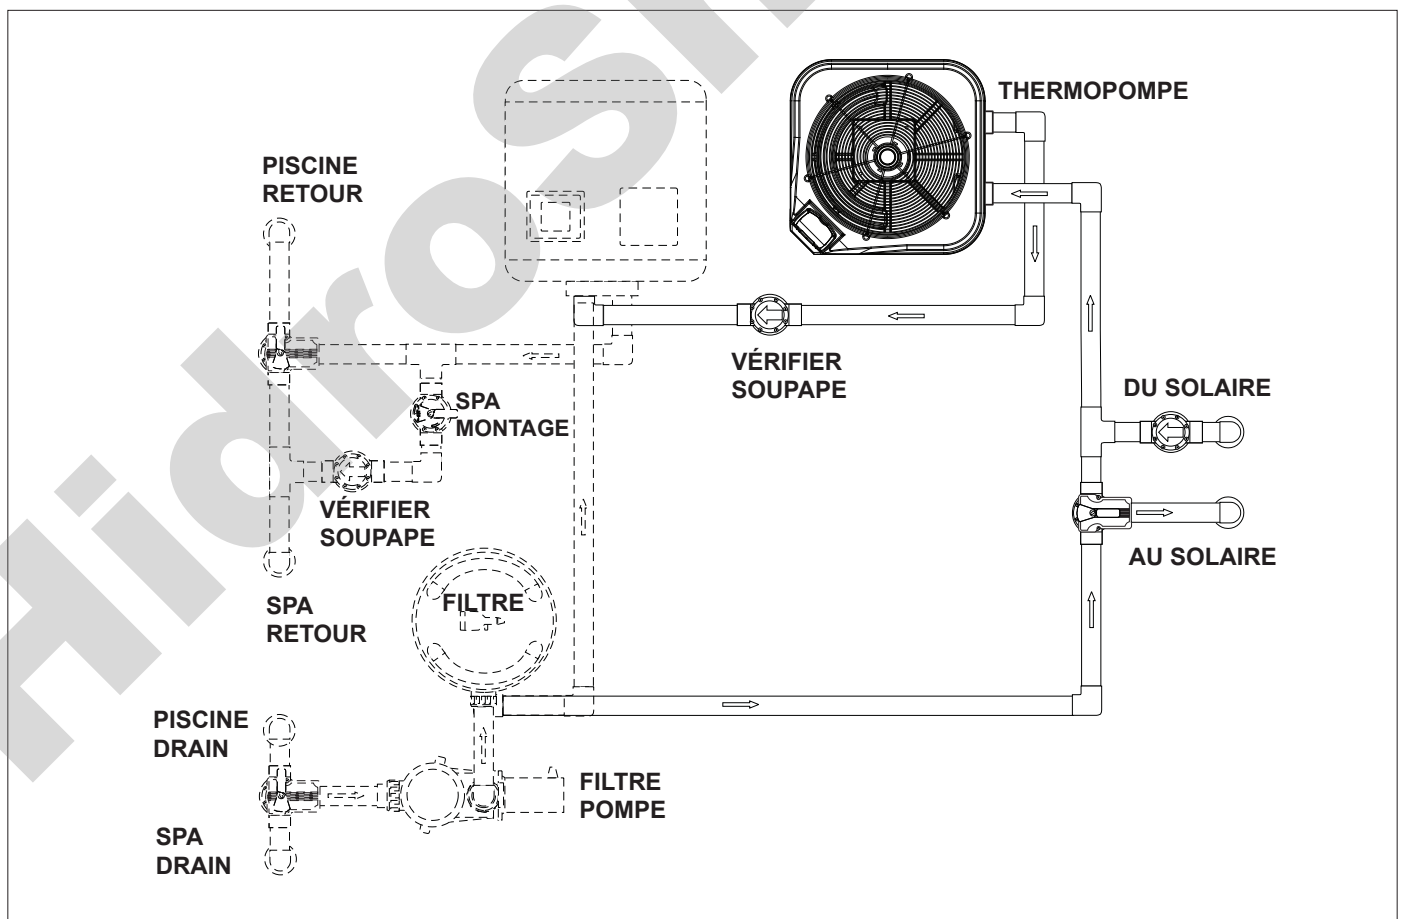 THERMOPOMPE
PISCINE
RETOUR
VÉRIFIER
SOUPAPE
DU SOLAIRE
SPA
MONTAGE
VÉRIFIER
SOUPAPE
AU SOLAIRE
FILTRE
SPA
RETOUR
PISCINE
DRAIN
FILTRE
POMPE
SPA
DRAIN